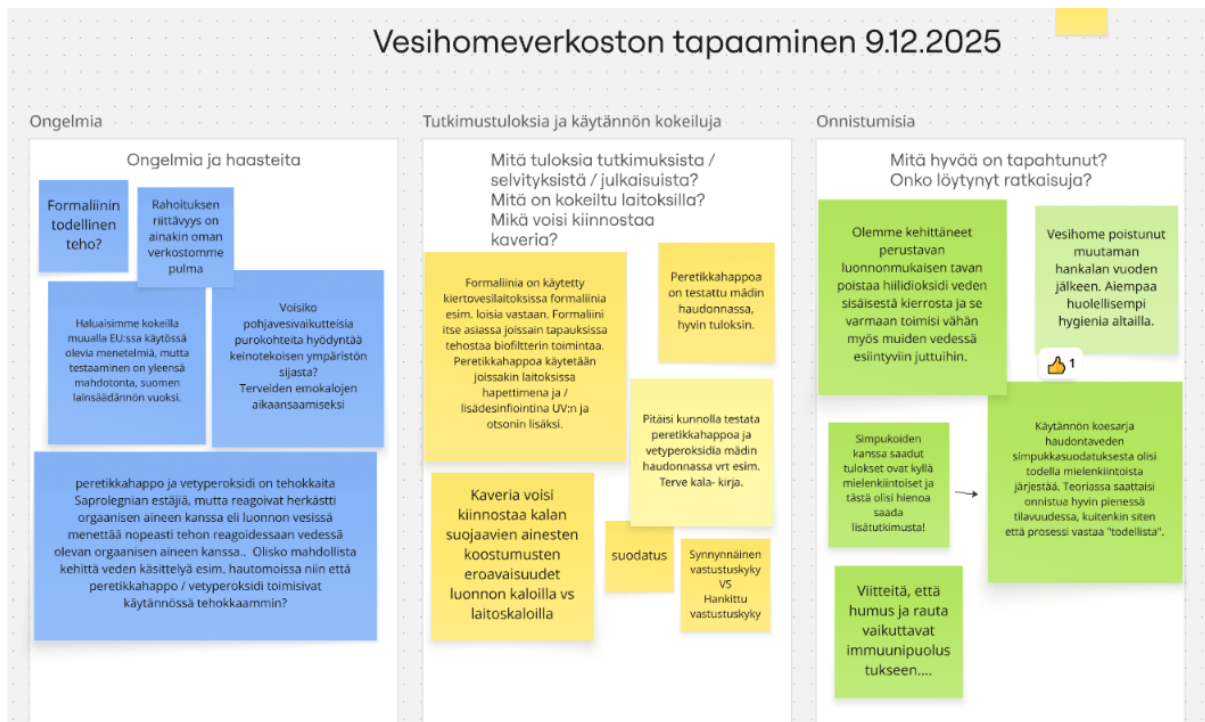 Vesihomeverkoston tapaaminen 9.12.2025
Ongelmia
Ongelmia ja haasteita
Formaliinin
todellinen
teho?
Rahoituksen
riittävyys on
ainakin oman
verkostomme
pulma
Haluaisimme kokeilla
muualla EU:ssa käytössä
olevia menetelmiä, mutta
testaaminen on yleensä
mahdotonta, suomen
lainsäädännön vuoksi.
Voisiko
pohjavesivaikutteisia
purokohteita hyödyntää
keinotekoisen ympäristön
sijasta?
Terveiden emokalojen
aikaansaamiseksi
peretikkahappo ja vetyperoksidi on tehokkaita
Saprolegnian estäjiä, mutta reagoivat herkästti
orgaanisen aineen kanssa eli luonnon vesissä
menettää nopeasti tehon reagoidessaan vedessä
olevan orgaanisen aineen kanssa.. Olisko mahdollista
kehittä veden käsittelyä esim. hautomoissa niin että
peretikkahappo / vetyperoksidi toimisivat
käytännössä tehokkaammin?
Tutkimustuloksia ja käytännön kokeiluja
Mitä tuloksia tutkimuksista /
selvityksistä / julkaisuista?
Mitä on kokeiltu laitoksilla?
Mikä voisi kiinnostaa
kaveria?
Formaliinia on käytetty
kiertovesilaitoksissa formaliinia
esim. loisia vastaan. Formaliini
itse asiassa joissain tapauksissa
tehostaa biofiltterin toimintaa.
Peretikkahappoa käytetään
joissakin laitoksissa
hapettimena ja /
lisädesinfiointina UV:n ja
otsonin lisäksi.
Peretikkahappoa
on testattu mädin
haudonnassa,
hyvin tuloksin.
Pitäisi kunnolla testata
peretikkahappoa ja
vetyperoksidia mädin
haudonnassa vrt esim.
Terve kala- kirja.
Kaveria voisi
kiinnostaa kalan
suojaavien ainesten
koostumusten
eroavaisuudet
luonnon kaloilla vs
laitoskaloilla
suodatus
Synnynnäinen
vastustuskyky
VS
Hankittu
vastustuskyky
Onnistumisia
Mitä hyvää on tapahtunut?
Onko löytynyt ratkaisuja?
Olemme kehittäneet
perustavan
luonnonmukaisen tavan
poistaa hiilidioksidi veden
sisäisestä kierrosta ja se
varmaan toimisi vähän
myös muiden vedessä
esiintyviin juttuihin.
Vesihome poistunut
muutaman
hankalan vuoden
jälkeen. Aiempaa
huolellisempi
hygienia altailla.
1
Simpukoiden
kanssa saadut
tulokset ovat kyllä
mielenkiintoiset ja
tästä olisi hienoa
saada
lisätutkimusta!
Käytännön koesarja
haudontaveden
simpukkasuodatuksesta olisi
todella mielenkiintoista
järjestää. Teoriassa saattaisi
onnistua hyvin pienessä
tilavuudessa, kuitenkin siten
että prosessi vastaa "todellista".
Viitteitä, että
humus ja rauta
vaikuttavat
immuunipuolus
tukseen....